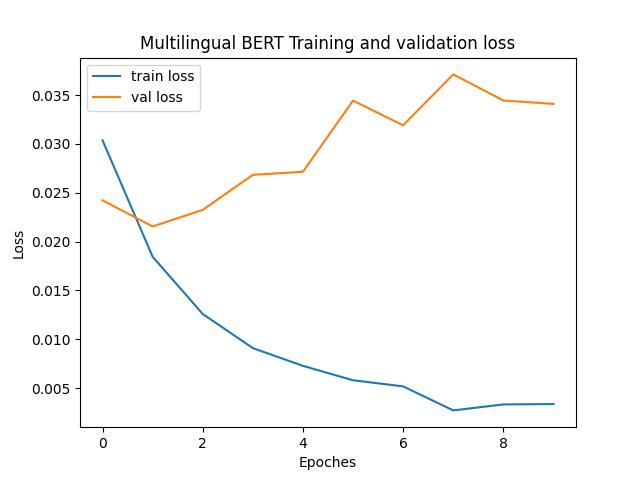 Multilingual BERT Training and validation loss
train loss
val loss
0.035
0.030
0.025
0.020
0.015
0.010
0.005
Loss
0 2 4 6 8
Epoches